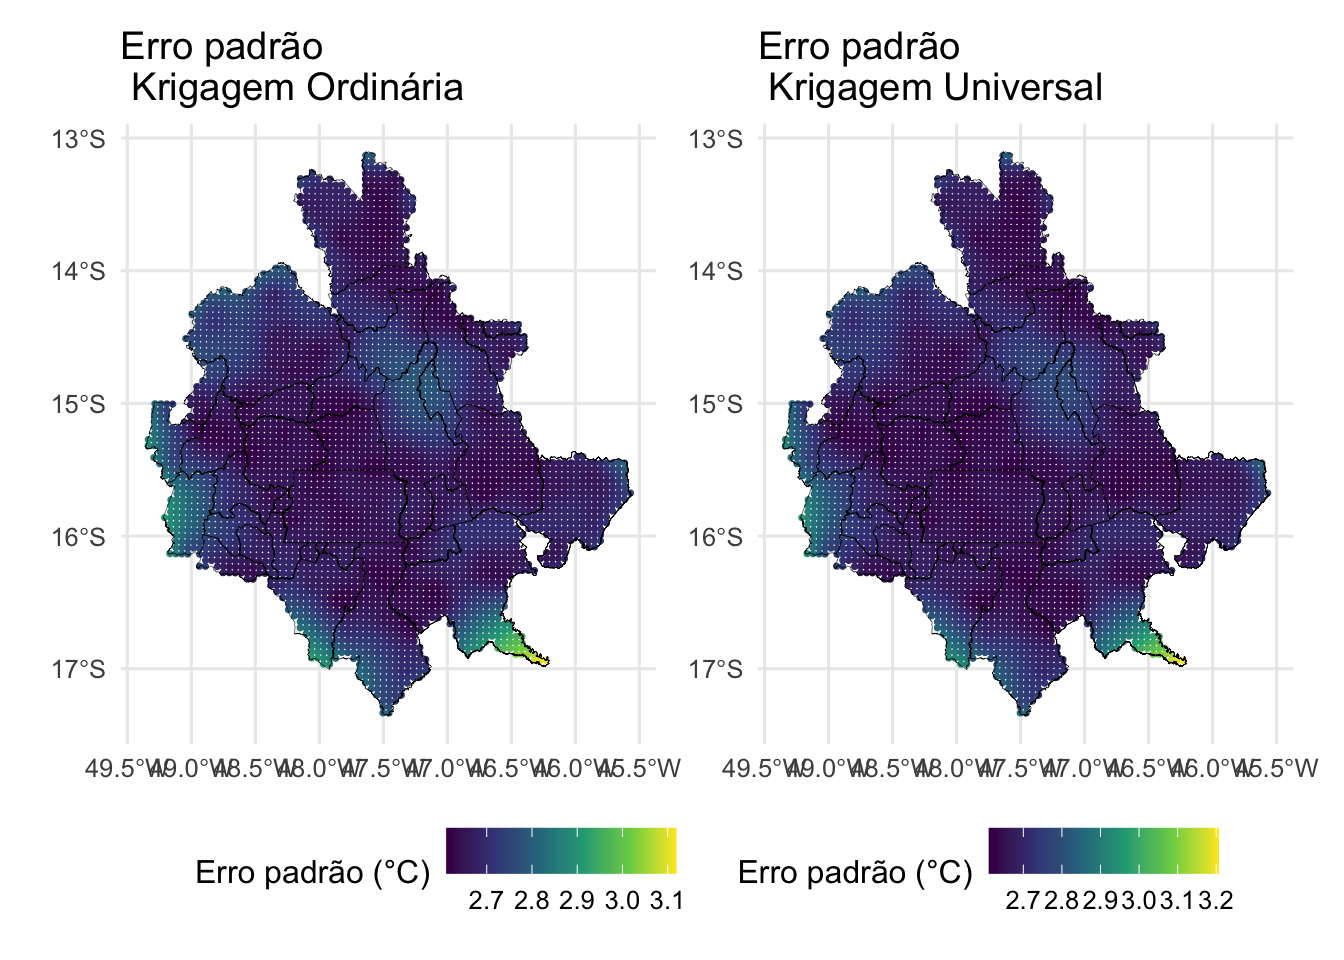 Erro padrão
Krigagem Ordinária
13°S
14°S
15°S
16°S
17°S
49.5°W 49.0°W 48.5°W 48.0°W 47.5°W 47.0°W 46.5°W 46.0°W 45.5°W
Erro padrão (°C)
2.7 2.8 2.9 3.0 3.1
Erro padrão
Krigagem Universal
13°S
14°S
15°S
16°S
17°S
49.5°W 49.0°W 48.5°W 48.0°W 47.5°W 47.0°W 46.5°W 46.0°W 45.5°W
Erro padrão (°C)
2.7 2.8 2.9 3.0 3.1 3.2